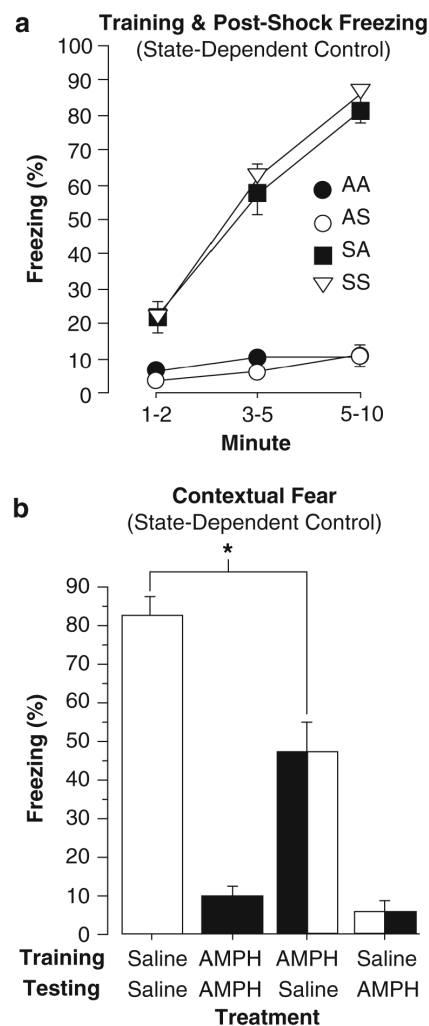 a
Training & Post-Shock Freezing
(State-Dependent Control)
100
90
80
70
60
50
40
30
20
10
0
Freezing (%)
AA
AS
SA
SS
1-2 3-5 5-10
Minute
b
Contextual Fear
(State-Dependent Control)
*
90
80
70
60
50
40
30
20
10
0
Freezing (%)
Training Saline AMPH AMPH Saline
Testing Saline AMPH Saline AMPH
Treatment